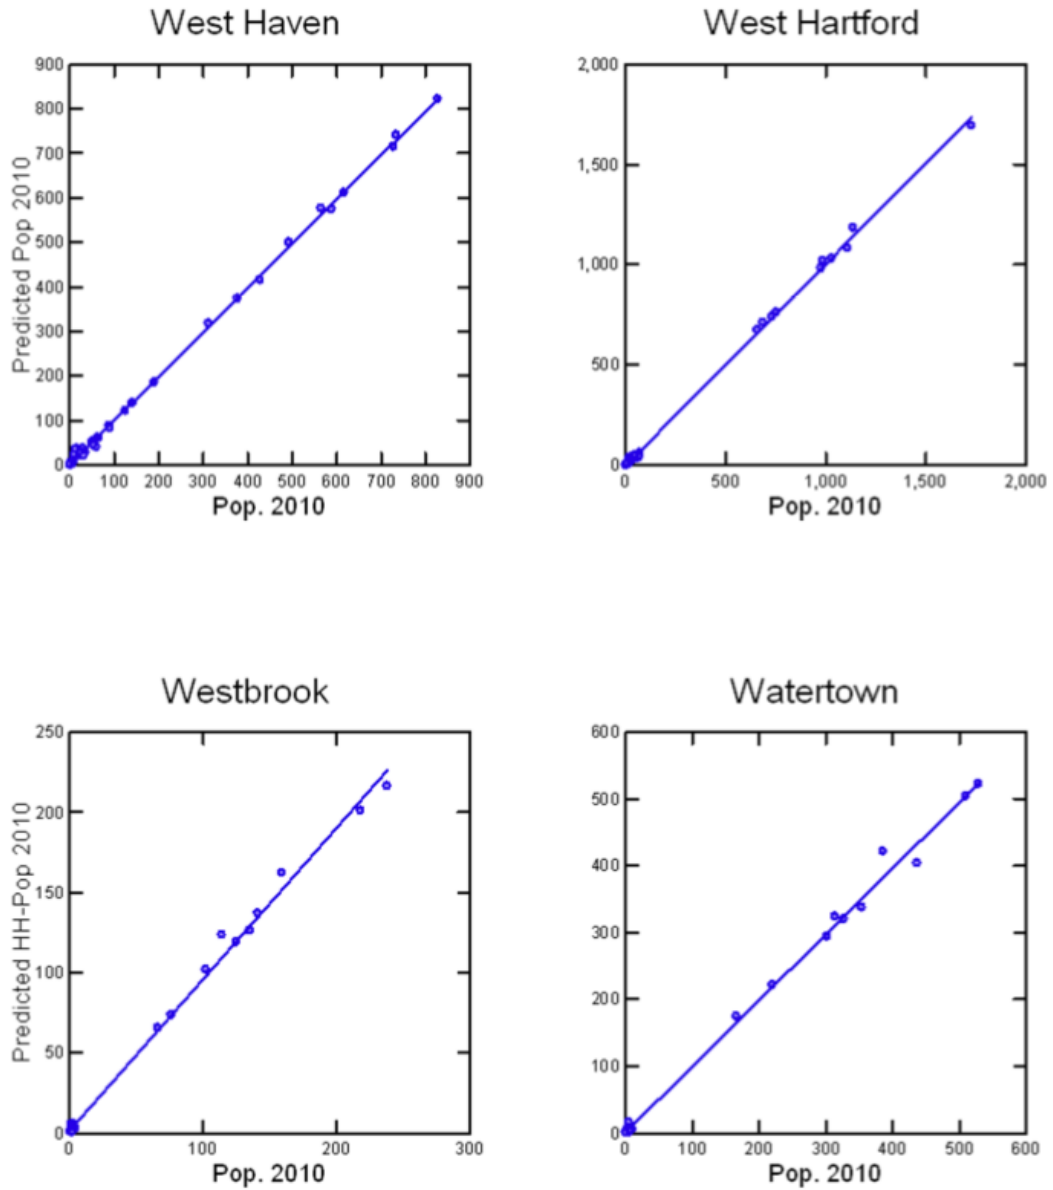 West Haven
West Hartford
900
800
700
600
500
400
300
200
100
0
Predicted Pop 2010
0 100 200 300 400 500 600 700 800 900
Pop. 2010
2,000
1,500
1,000
500
0
0 500 1,000 1,500 2,000
Pop. 2010
Westbrook
Watertown
250
200
150
100
50
0
Predicted HH-Pop 2010
0 100 200 300
Pop. 2010
600
500
400
300
200
100
0
0 100 200 300 400 500 600
Pop. 2010